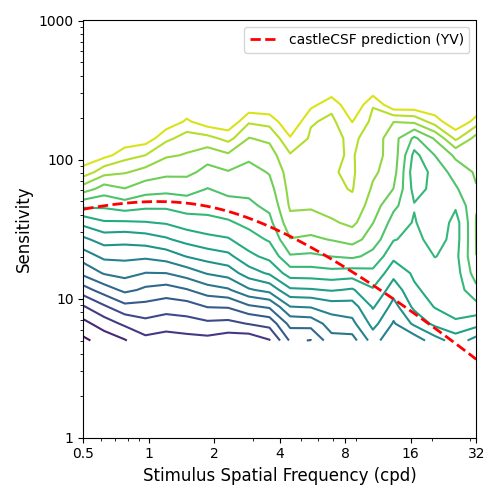 1000
100
10
1
Sensitivity
castleCSF prediction (YV)
0.5 1 2 4 8 16 32
Stimulus Spatial Frequency (cpd)